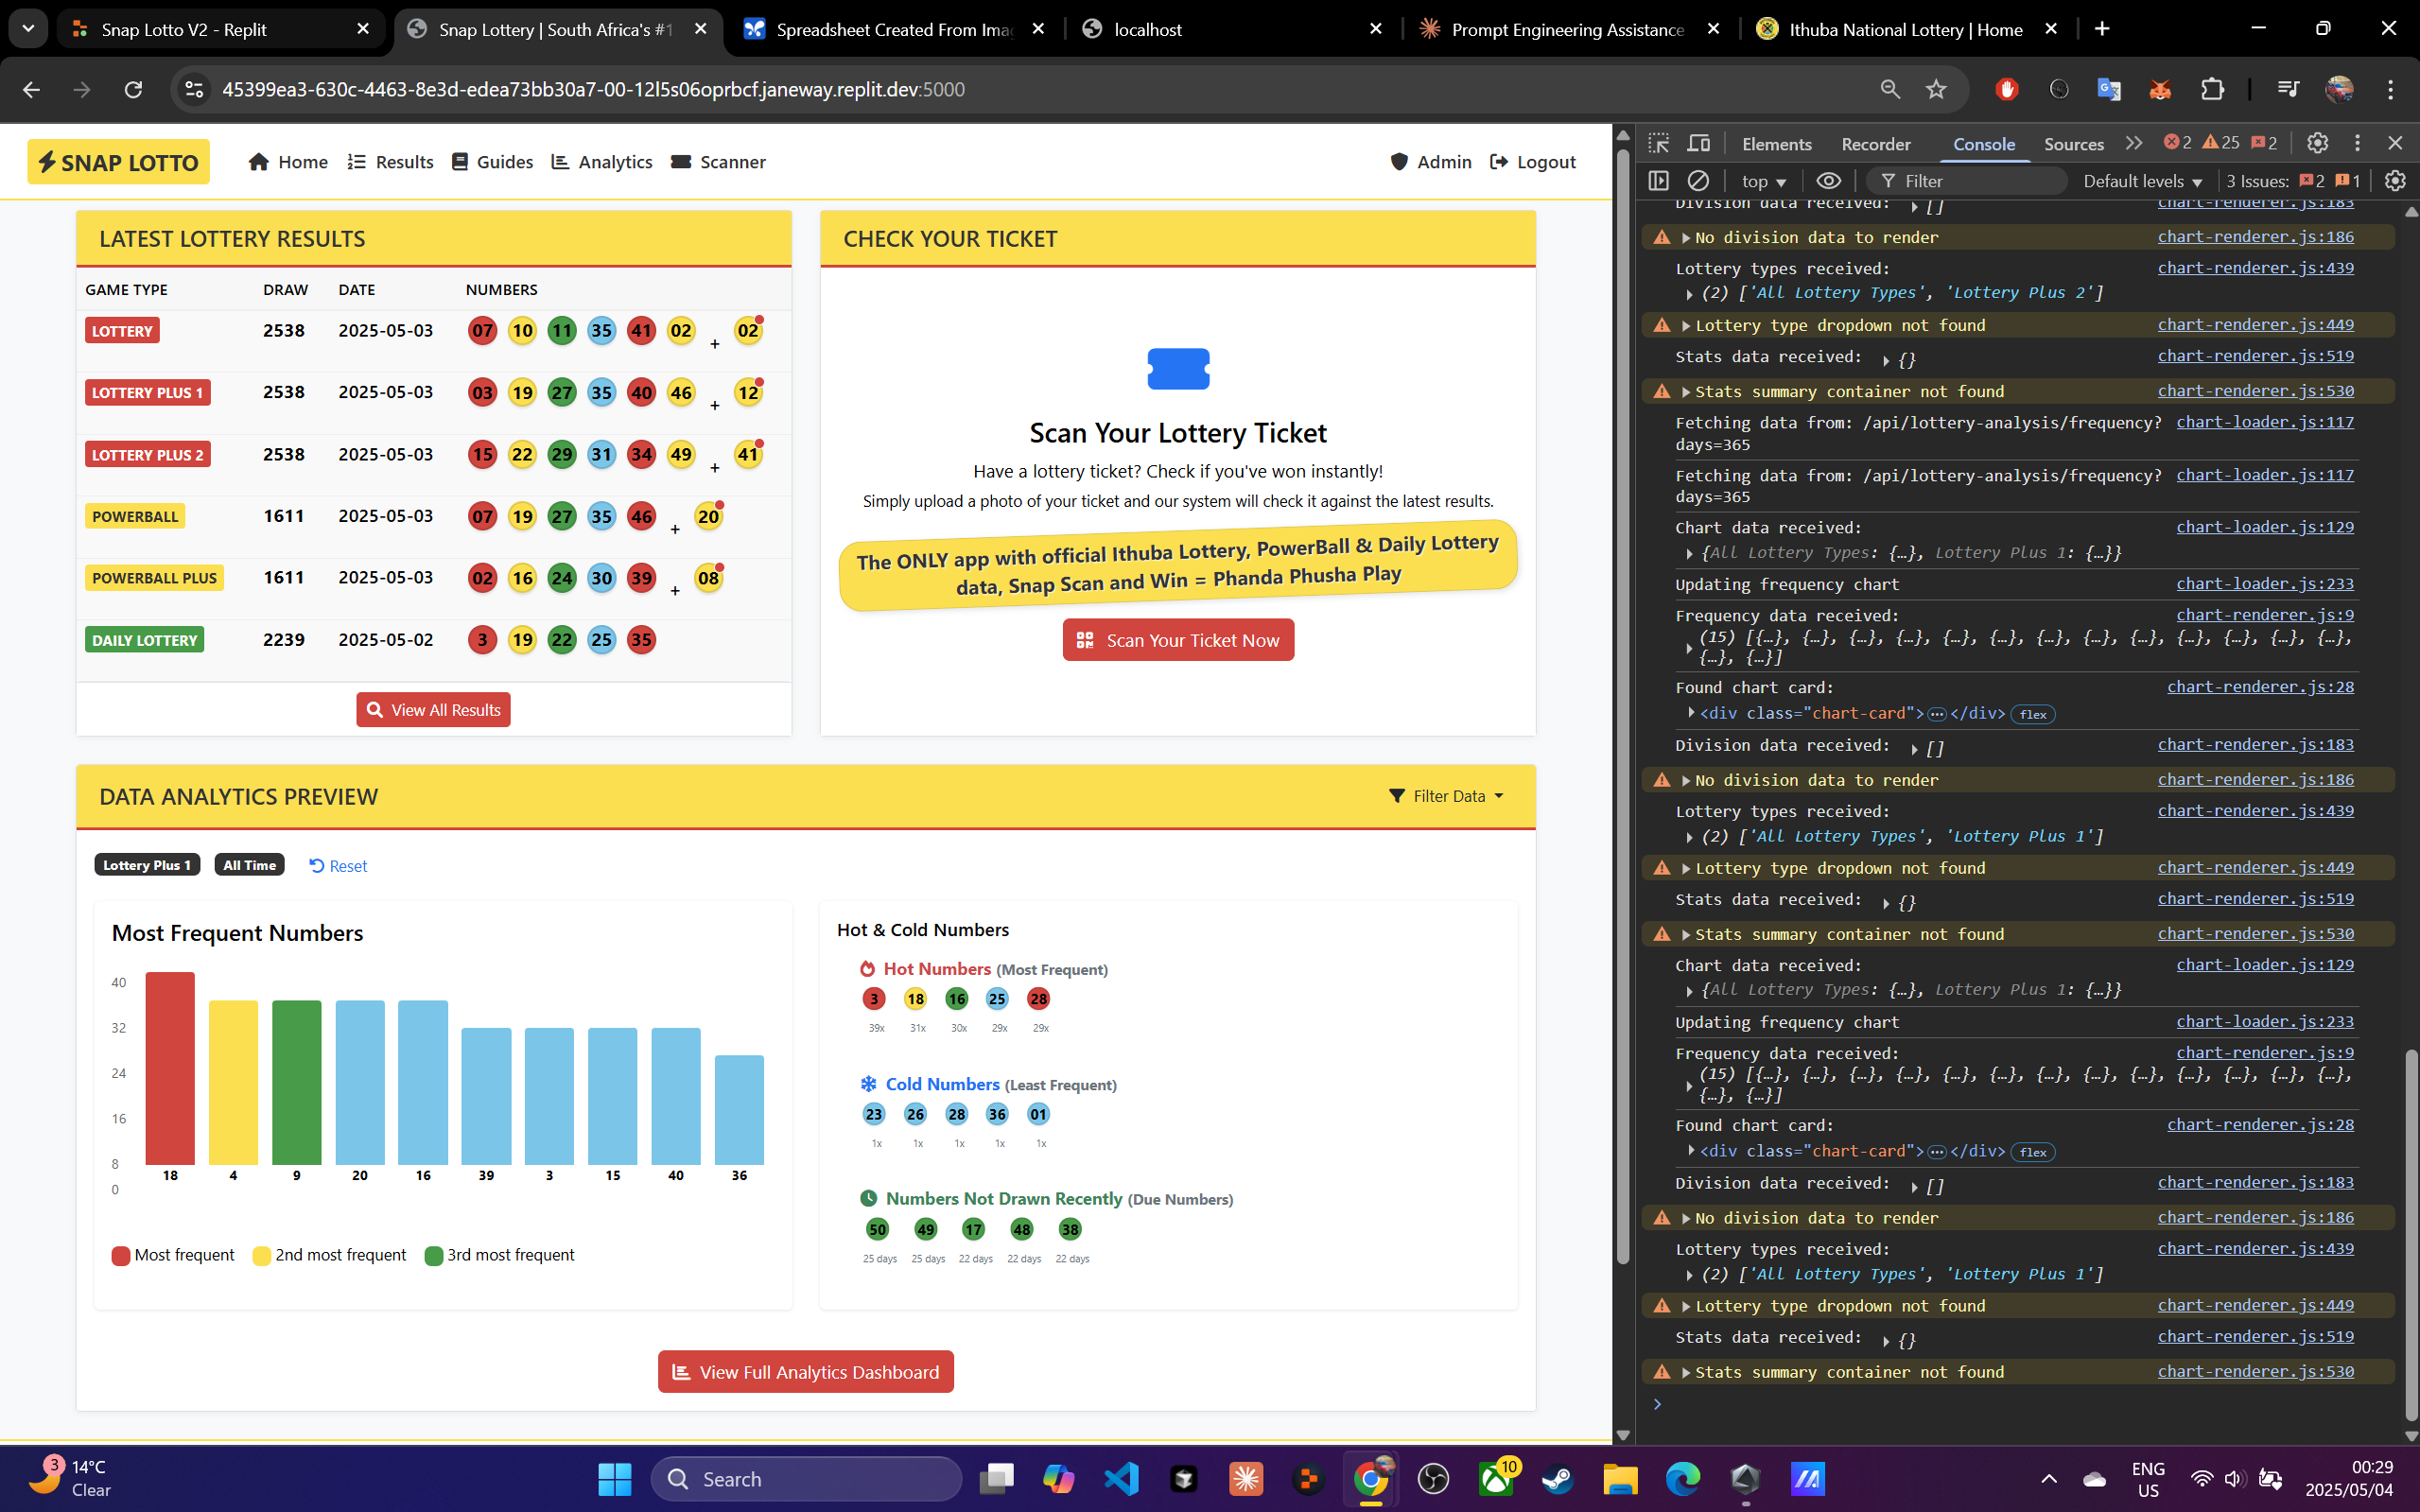 Snap Lotto V2 - Replit
Snap Lottery | South Africa's #1
Spreadsheet Created From Ima
localhost
Prompt Engineering Assistance
Ithuba National Lottery | Home
45399ea3-630c-4463-8e3d-edea73bb30a7-00-12l5s06oprbcf.janeway.replit.dev:5000
SNAP LOTTO
Home
Results
Guides
Analytics
Scanner
Admin
Logout
LATEST LOTTERY RESULTS
GAME TYPE DRAW DATE NUMBERS
LOTTERY 2538 2025-05-03 07 10 11 35 41 02 + 02
LOTTERY PLUS 1 2538 2025-05-03 03 19 27 35 40 46 + 12
LOTTERY PLUS 2 2538 2025-05-03 15 22 29 31 34 49 + 41
POWERBALL 1611 2025-05-03 07 19 27 35 46 + 20
POWERBALL PLUS 1611 2025-05-03 02 16 24 30 39 + 08
DAILY LOTTERY 2239 2025-05-02 3 19 22 25 35
View All Results
CHECK YOUR TICKET
Scan Your Lottery Ticket
Have a lottery ticket? Check if you've won instantly!
Simply upload a photo of your ticket and our system will check it against the latest results.
The ONLY app with official Ithuba Lottery, PowerBall & Daily Lottery
data, Snap Scan and Win = Phanda Phusha Play
Scan Your Ticket Now
DATA ANALYTICS PREVIEW
Filter Data
Lottery Plus 1 All Time Reset
Most Frequent Numbers
40
32
24
16
8
0
18 4 9 20 16 39 3 15 40 36
Most frequent 2nd most frequent 3rd most frequent
Hot & Cold Numbers
Hot Numbers (Most Frequent)
3 18 16 25 28
39x 31x 30x 29x 29x
Cold Numbers (Least Frequent)
23 26 28 36 01
1x 1x 1x 1x 1x
Numbers Not Drawn Recently (Due Numbers)
50 49 17 48 38
25 days 25 days 22 days 22 days 22 days
View Full Analytics Dashboard
Elements Recorder Console Sources 2 25 2
top Filter Default levels 3 Issues: 2 1
Division data received: [] chart-renderer.js:183
No division data to render chart-renderer.js:186
Lottery types received: chart-renderer.js:439
(2) ['All Lottery Types', 'Lottery Plus 2']
Lottery type dropdown not found chart-renderer.js:449
Stats data received: {} chart-renderer.js:519
Stats summary container not found chart-renderer.js:530
Fetching data from: /api/lottery-analysis/frequency? chart-loader.js:117
days=365
Fetching data from: /api/lottery-analysis/frequency? chart-loader.js:117
days=365
Chart data received: chart-loader.js:129
{All Lottery Types: {…}, Lottery Plus 1: {…}}
Updating frequency chart chart-loader.js:233
Frequency data received: chart-renderer.js:9
(15) [{…}, {…}, {…}, {…}, {…}, {…}, {…}, {…}, {…}, {…}, {…}, {…}, {…},
{…}, {…}]
Found chart card: chart-renderer.js:28
<div class="chart-card">…</div> flex
Division data received: [] chart-renderer.js:183
No division data to render chart-renderer.js:186
Lottery types received: chart-renderer.js:439
(2) ['All Lottery Types', 'Lottery Plus 1']
Lottery type dropdown not found chart-renderer.js:449
Stats data received: {} chart-renderer.js:519
Stats summary container not found chart-renderer.js:530
Chart data received: chart-loader.js:129
{All Lottery Types: {…}, Lottery Plus 1: {…}}
Updating frequency chart chart-loader.js:233
Frequency data received: chart-renderer.js:9
(15) [{…}, {…}, {…}, {…}, {…}, {…}, {…}, {…}, {…}, {…}, {…}, {…}, {…},
{…}, {…}]
Found chart card: chart-renderer.js:28
<div class="chart-card">…</div> flex
Division data received: [] chart-renderer.js:183
No division data to render chart-renderer.js:186
Lottery types received: chart-renderer.js:439
(2) ['All Lottery Types', 'Lottery Plus 1']
Lottery type dropdown not found chart-renderer.js:449
Stats data received: {} chart-renderer.js:519
Stats summary container not found chart-renderer.js:530
3
14°C
Clear
Search
10
ENG
US
00:29
2025/05/04